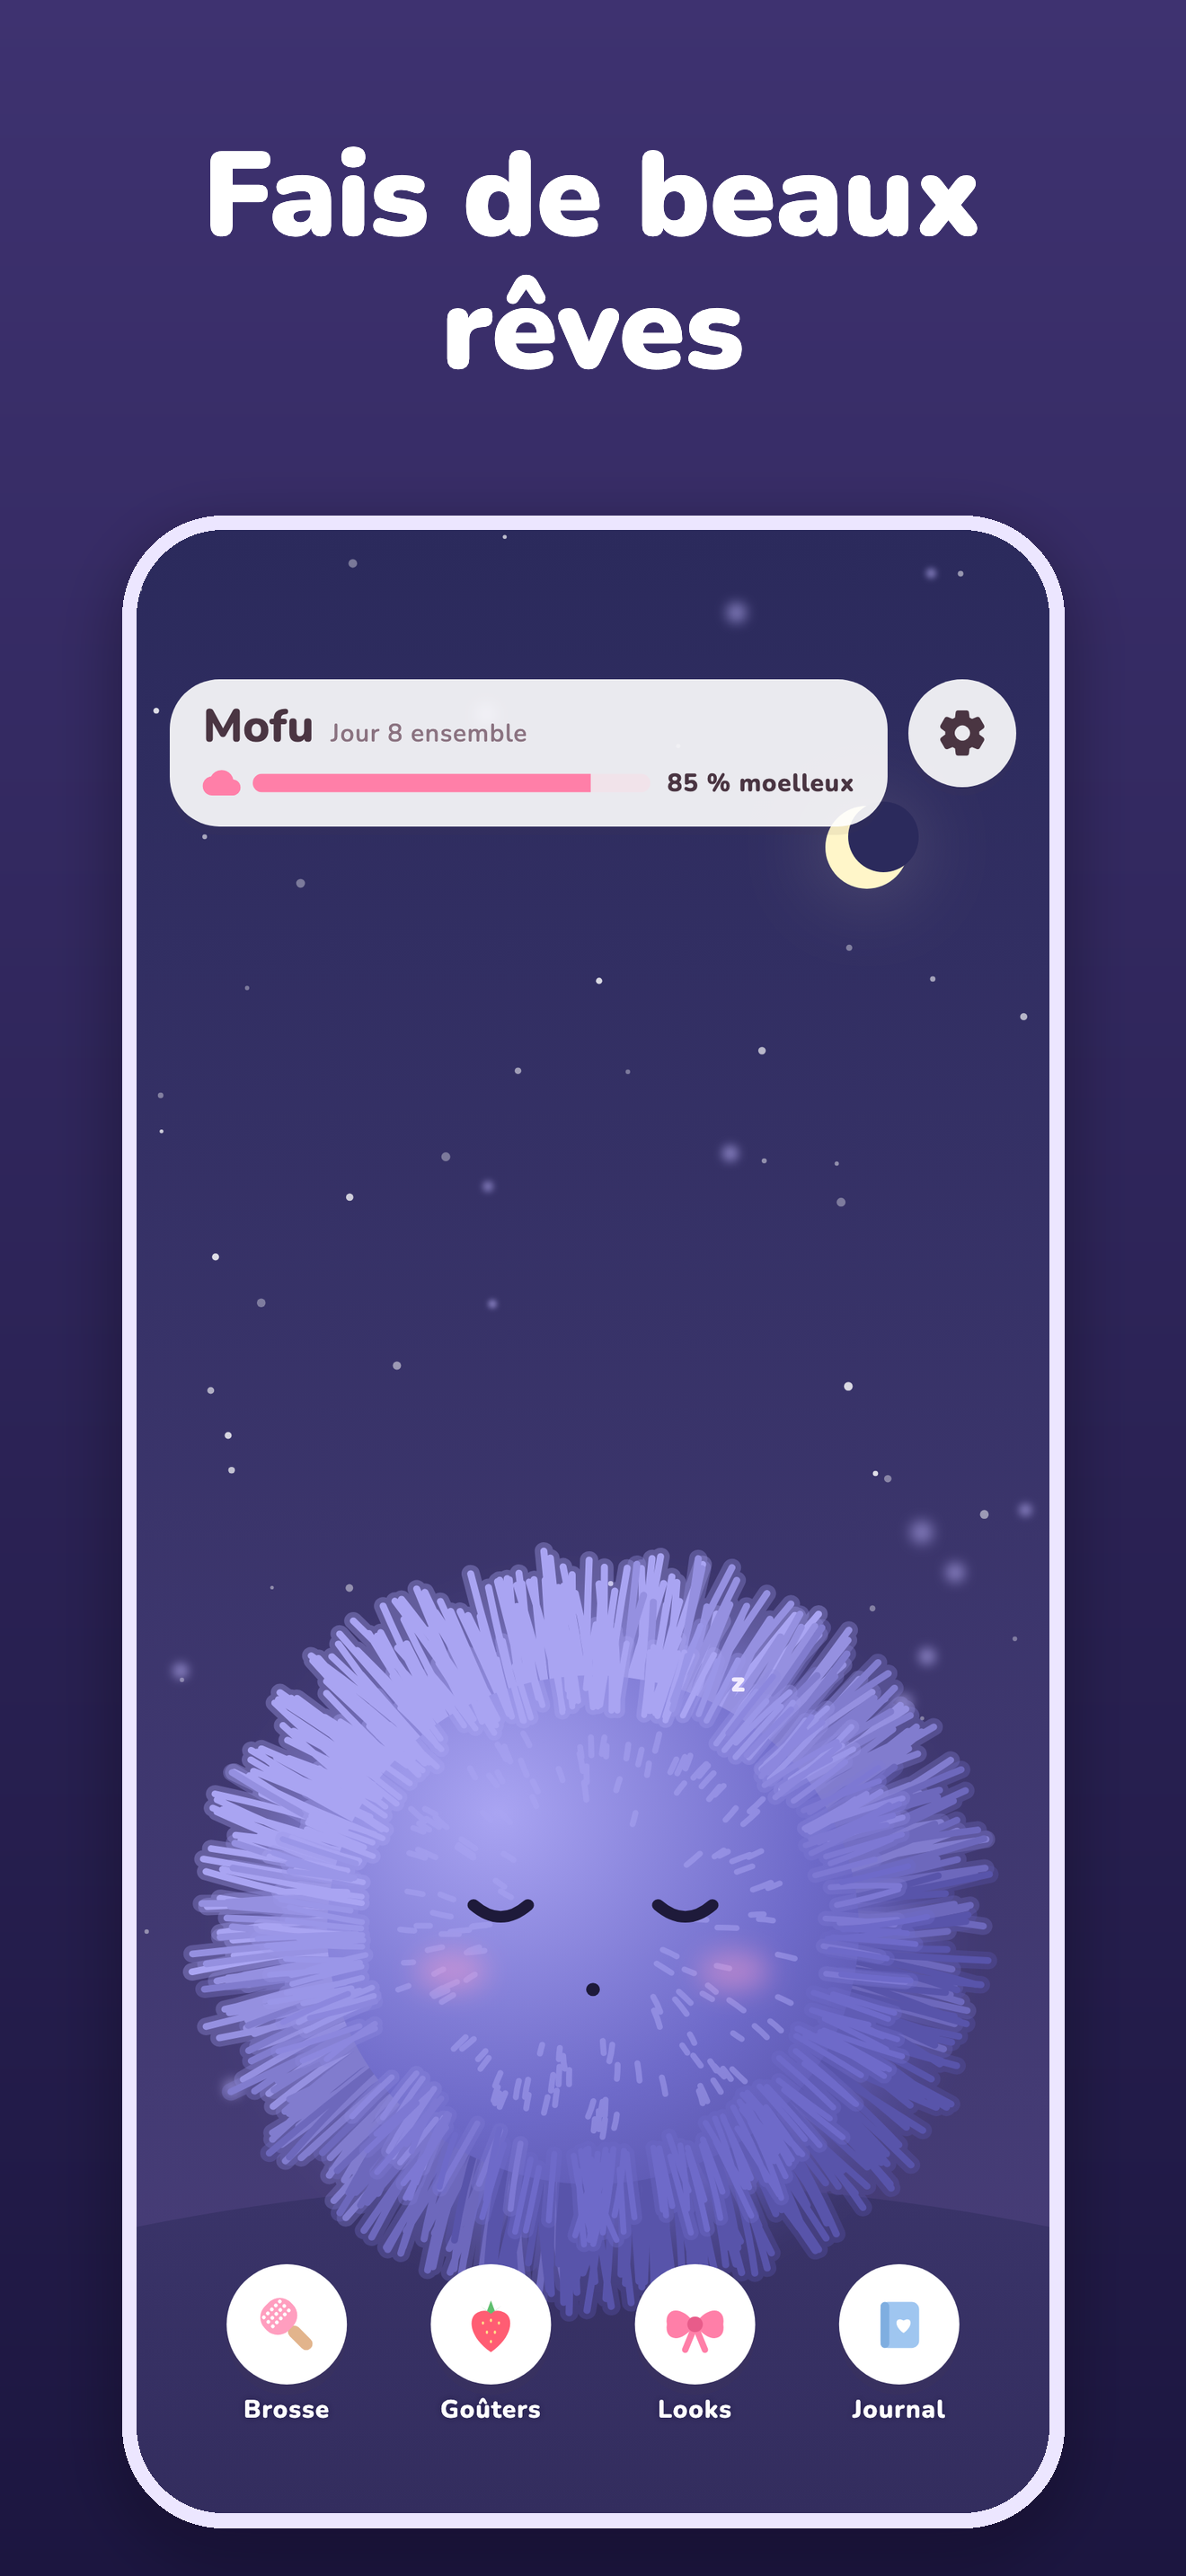 Fais de beaux
rêves
Mofu Jour 8 ensemble
85 % moelleux
z
Brosse
Goûters
Looks
Journal